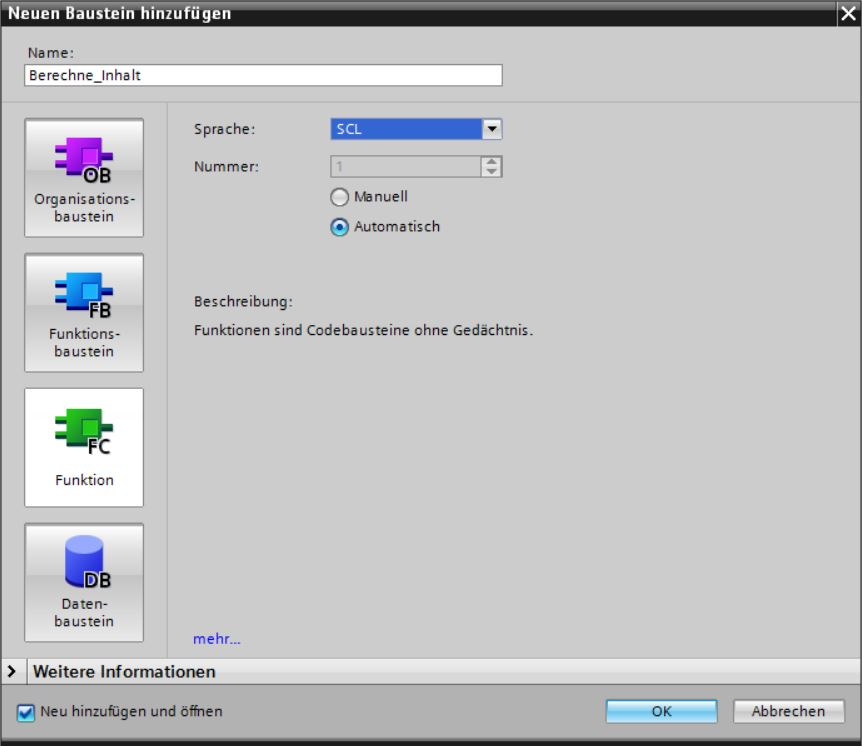 Neuen Baustein hinzufügen
Name:
Berechne_Inhalt
OB
Organisations-
baustein
FB
Funktions-
baustein
FC
Funktion
DB
Daten-
baustein
Sprache:
SCL
Nummer:
1
Manuell
Automatisch
Beschreibung:
Funktionen sind Codebausteine ohne Gedächtnis.
mehr...
Weitere Informationen
Neu hinzufügen und öffnen
OK
Abbrechen